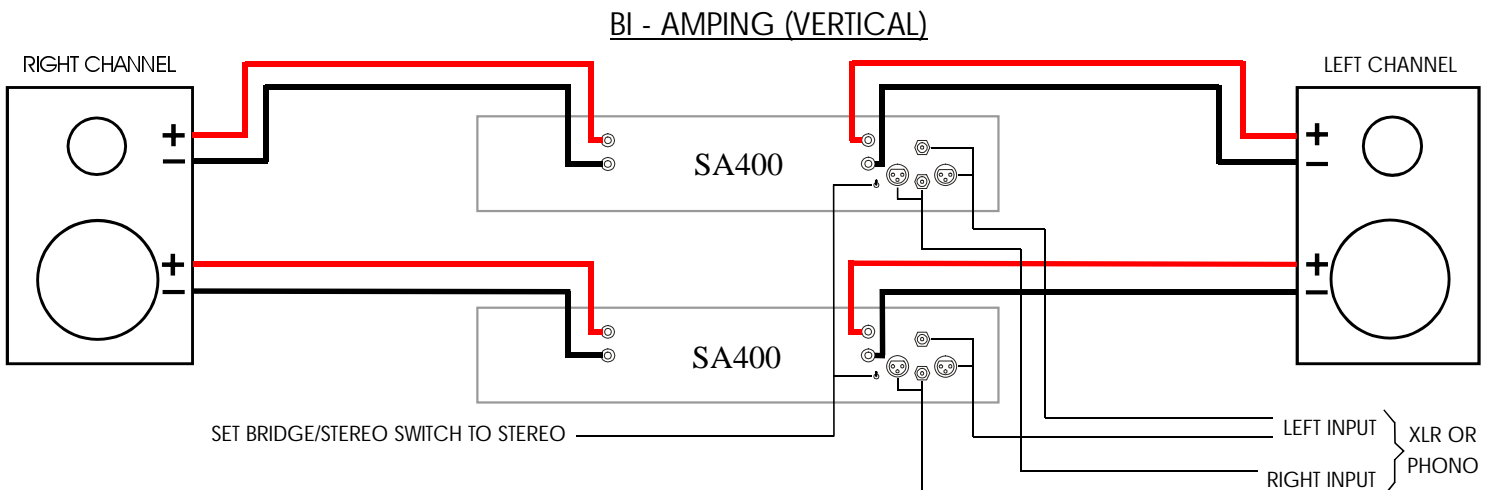 BI - AMPING (VERTICAL)
RIGHT CHANNEL
LEFT CHANNEL
+
−
+
−
SA400
+
−
+
−
SA400
SET BRIDGE/STEREO SWITCH TO STEREO
LEFT INPUT
RIGHT INPUT
XLR OR
PHONO